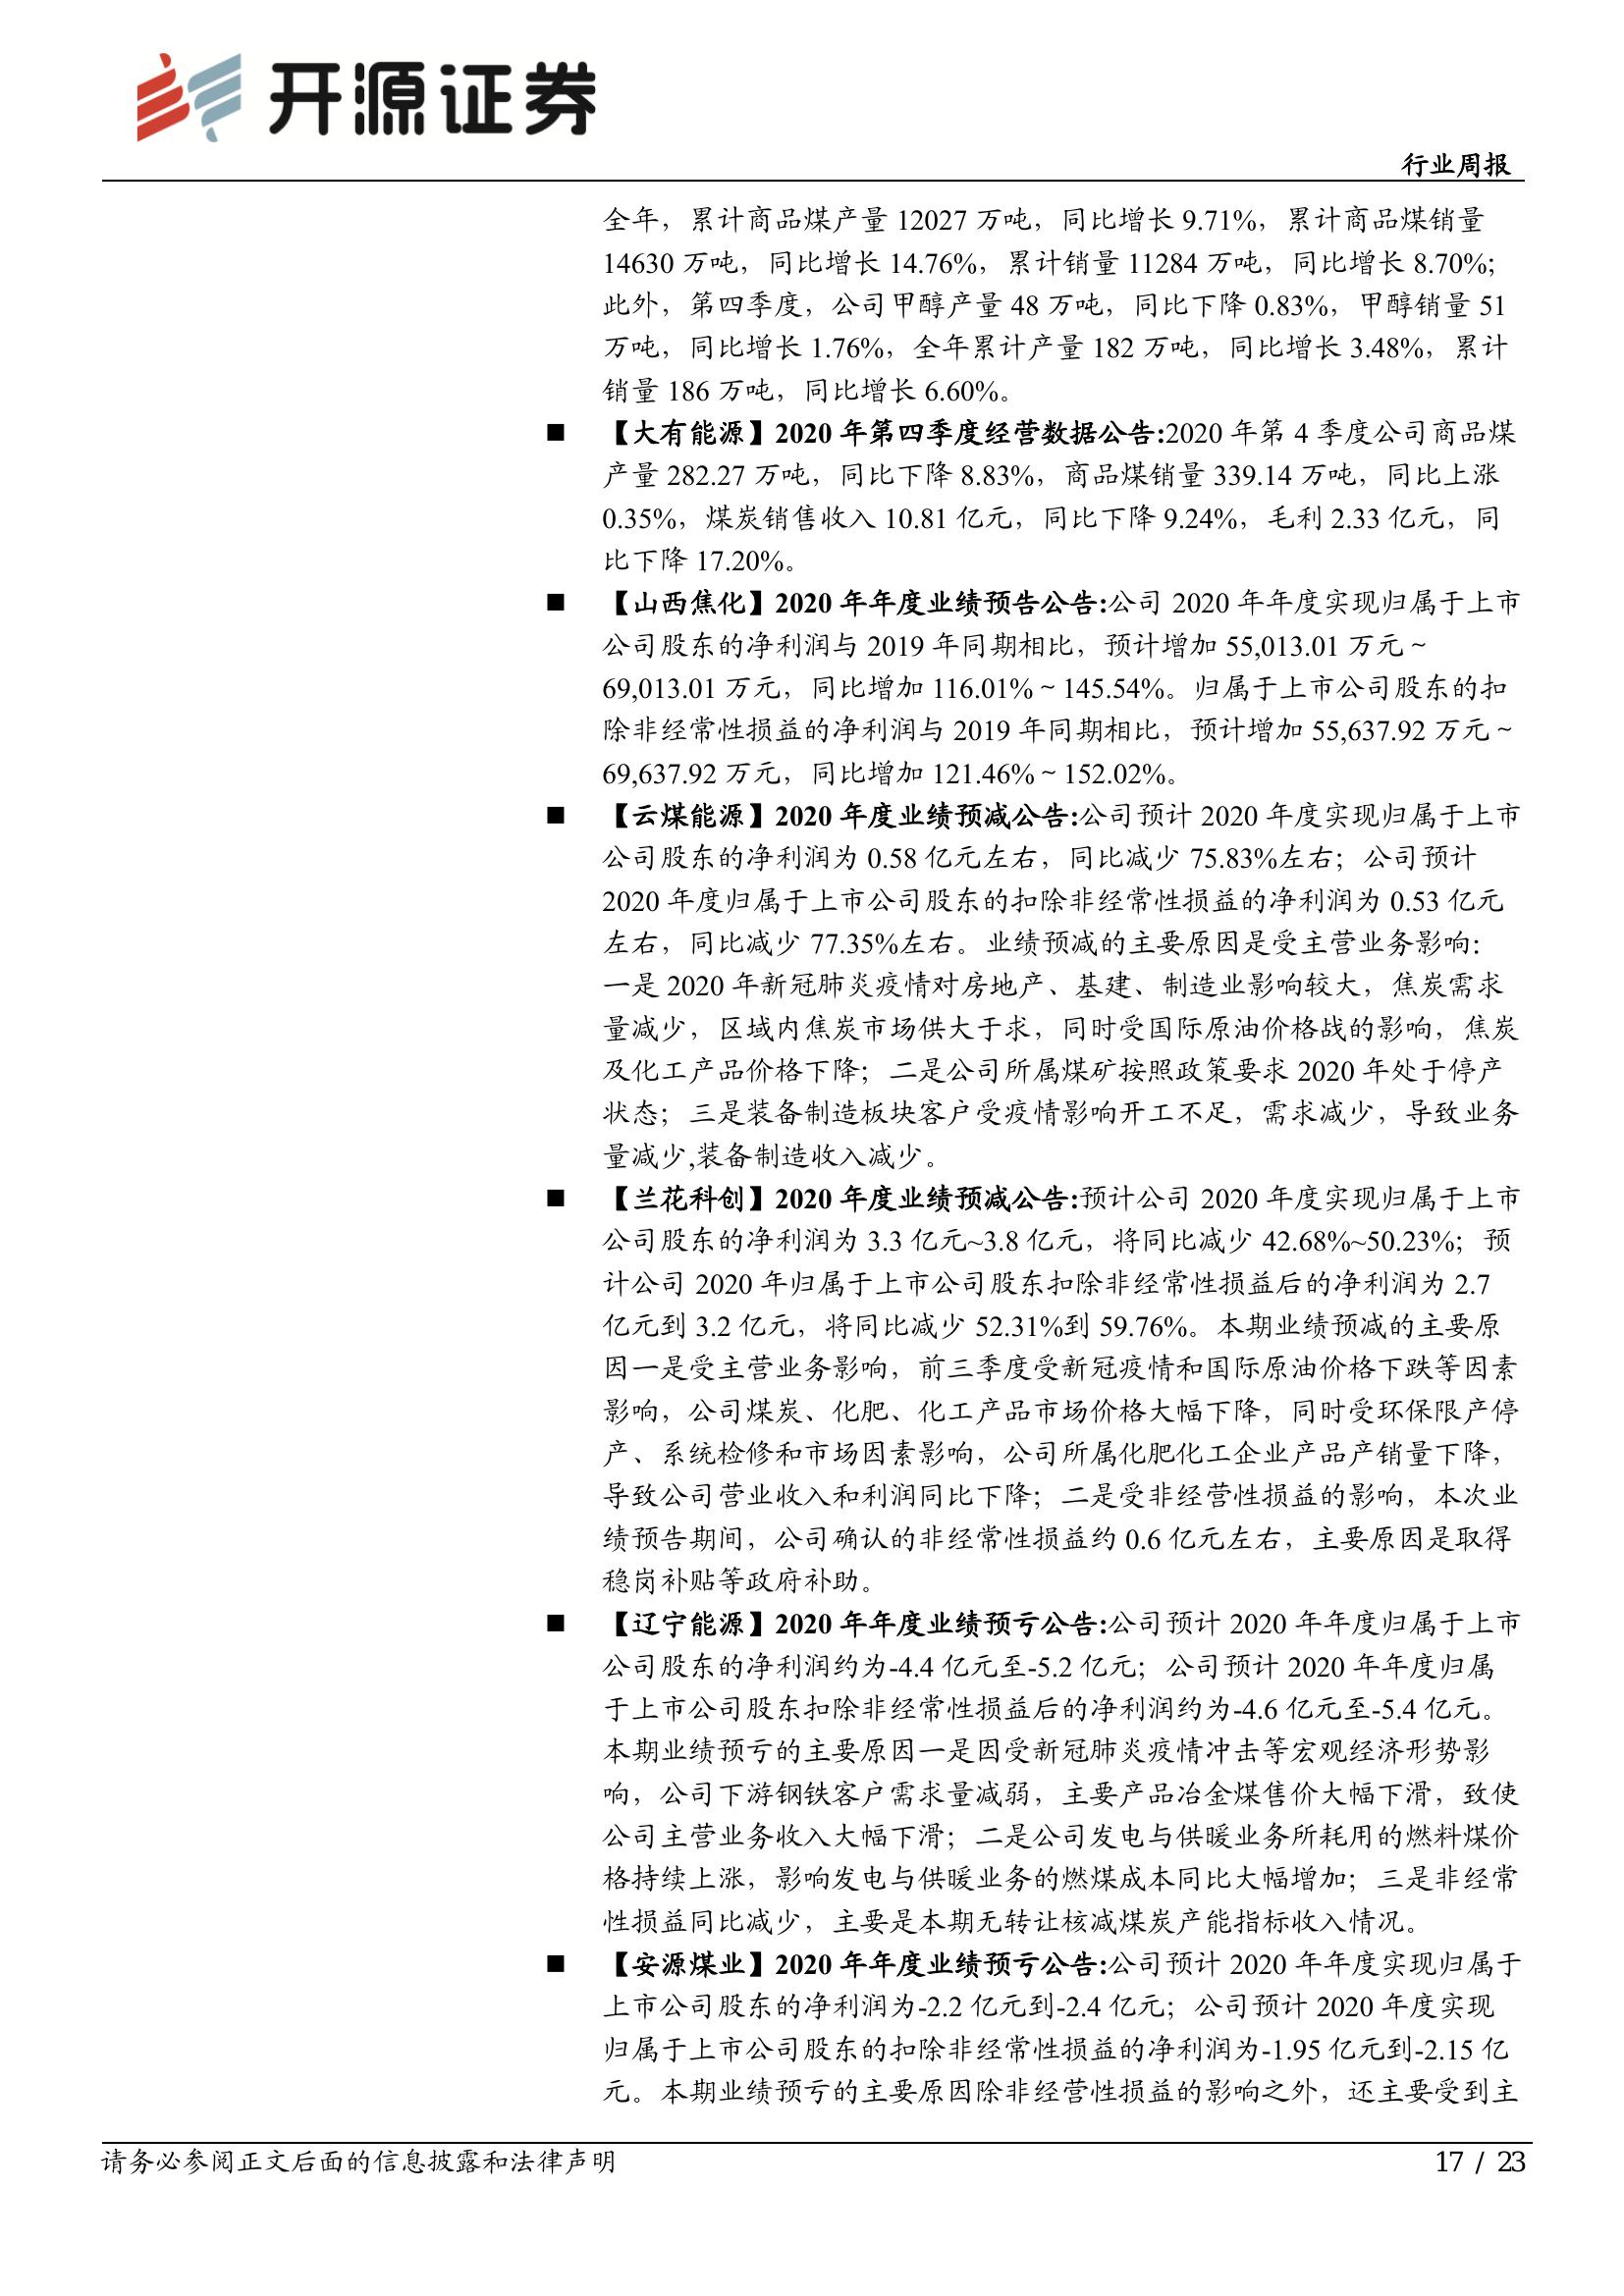 开源证券
行业周报
全年，累计商品煤产量 12027 万吨，同比增长 9.71%，累计商品煤销量
14630 万吨，同比增长 14.76%，累计销量 11284 万吨，同比增长 8.70%;
此外，第四季度，公司甲醇产量 48 万吨，同比下降 0.83%，甲醇销量 51
万吨，同比增长 1.76%，全年累计产量 182 万吨，同比增长 3.48%，累计
销量 186 万吨，同比增长 6.60%。
■ 【大有能源】2020 年第四季度经营数据公告:2020 年第 4 季度公司商品煤
产量 282.27 万吨，同比下降 8.83%，商品煤销量 339.14 万吨，同比上涨
0.35%，煤炭销售收入 10.81 亿元，同比下降 9.24%，毛利 2.33 亿元，同
比下降 17.20%。
■ 【山西焦化】2020 年年度业绩预告公告:公司 2020 年年度实现归属于上市
公司股东的净利润与 2019 年同期相比，预计增加 55,013.01 万元～
69,013.01 万元，同比增加 116.01%～145.54%。归属于上市公司股东的扣
除非经常性损益的净利润与 2019 年同期相比，预计增加 55,637.92 万元～
69,637.92 万元，同比增加 121.46%～152.02%。
■ 【云煤能源】2020 年度业绩预减公告:公司预计 2020 年度实现归属于上市
公司股东的净利润为 0.58 亿元左右，同比减少 75.83%左右；公司预计
2020 年度归属于上市公司股东的扣除非经常性损益的净利润为 0.53 亿元
左右，同比减少 77.35%左右。业绩预减的主要原因是受主营业务影响：
一是 2020 年新冠肺炎疫情对房地产、基建、制造业影响较大，焦炭需求
量减少，区域内焦炭市场供大于求，同时受国际原油价格战的影响，焦炭
及化工产品价格下降；二是公司所属煤矿按照政策要求 2020 年处于停产
状态；三是装备制造板块客户受疫情影响开工不足，需求减少，导致业务
量减少,装备制造收入减少。
■ 【兰花科创】2020 年度业绩预减公告:预计公司 2020 年度实现归属于上市
公司股东的净利润为 3.3 亿元~3.8 亿元，将同比减少 42.68%~50.23%；预
计公司 2020 年归属于上市公司股东扣除非经常性损益后的净利润为 2.7
亿元到 3.2 亿元，将同比减少 52.31%到 59.76%。本期业绩预减的主要原
因一是受主营业务影响，前三季度受新冠疫情和国际原油价格下跌等因素
影响，公司煤炭、化肥、化工产品市场价格大幅下降，同时受环保限产停
产、系统检修和市场因素影响，公司所属化肥化工企业产品产销量下降，
导致公司营业收入和利润同比下降；二是受非经营性损益的影响，本次业
绩预告期间，公司确认的非经常性损益约 0.6 亿元左右，主要原因是取得
稳岗补贴等政府补助。
■ 【辽宁能源】2020 年年度业绩预亏公告:公司预计 2020 年年度归属于上市
公司股东的净利润约为-4.4 亿元至-5.2 亿元；公司预计 2020 年年度归属
于上市公司股东扣除非经常性损益后的净利润约为-4.6 亿元至-5.4 亿元。
本期业绩预亏的主要原因一是因受新冠肺炎疫情冲击等宏观经济形势影
响，公司下游钢铁客户需求量减弱，主要产品冶金煤售价大幅下滑，致使
公司主营业务收入大幅下滑；二是公司发电与供暖业务所耗用的燃料煤价
格持续上涨，影响发电与供暖业务的燃煤成本同比大幅增加；三是非经常
性损益同比减少，主要是本期无转让核减煤炭产能指标收入情况。
■ 【安源煤业】2020 年年度业绩预亏公告:公司预计 2020 年年度实现归属于
上市公司股东的净利润为-2.2 亿元到-2.4 亿元；公司预计 2020 年度实现
归属于上市公司股东的扣除非经常性损益的净利润为-1.95 亿元到-2.15 亿
元。本期业绩预亏的主要原因除非经营性损益的影响之外，还主要受到主
请务必参阅正文后面的信息披露和法律声明
17 / 23